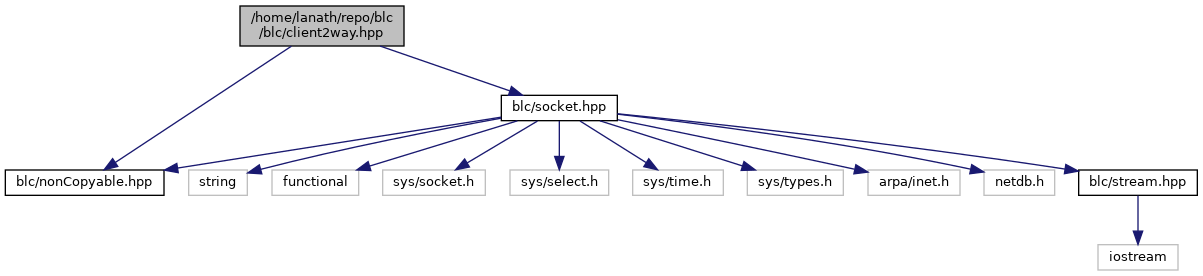 /home/lanath/repo/blc
/blc/client2way.hpp
blc/socket.hpp
blc/nonCopyable.hpp
string
functional
sys/socket.h
sys/select.h
sys/time.h
sys/types.h
arpa/inet.h
netdb.h
blc/stream.hpp
iostream